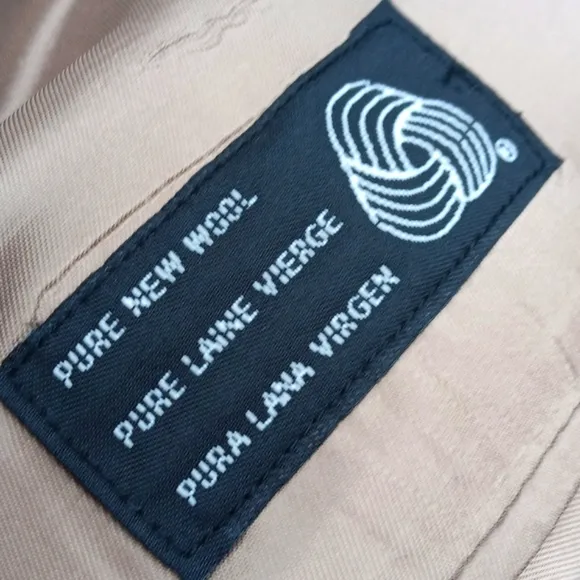 PURE NEW WOOL
PURE LAINE VIERGE
PURA LANA VIRGEN